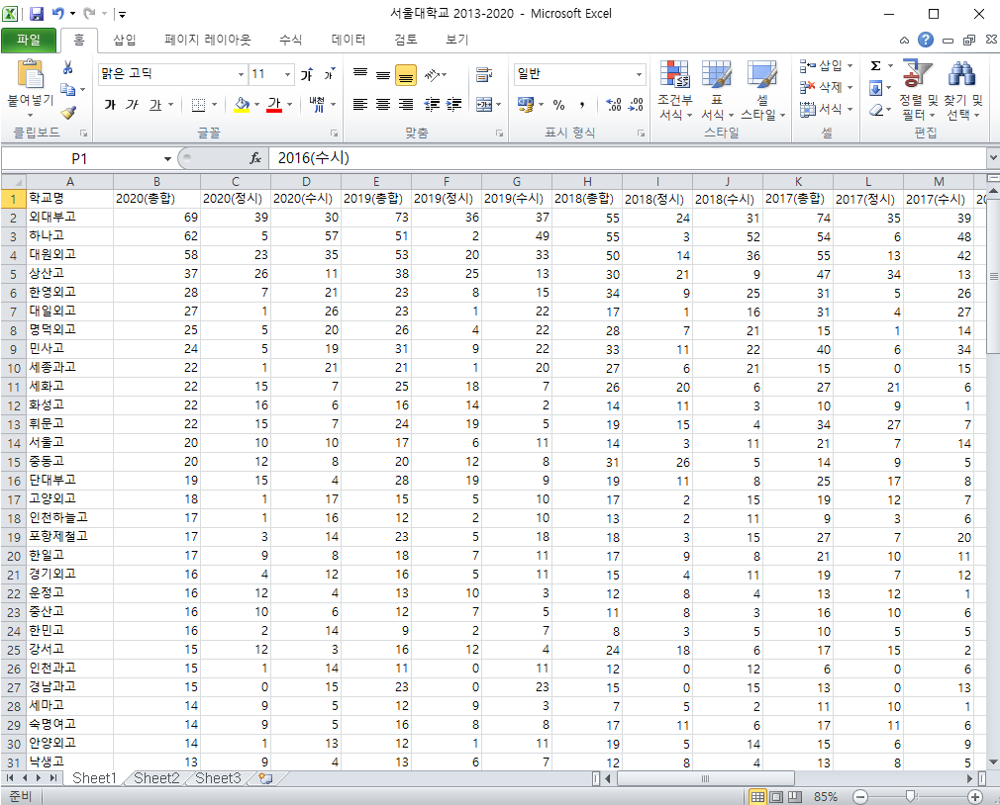 서울대학교 2013-2020 - Microsoft Excel
파일 홈 삽입 페이지 레이아웃 수식 데이터 검토 보기
붙여넣기
클립보드
맑은 고딕 11 가 가
가 가 가 가 내천
글꼴
맞춤
일반
% ,
표시 형식
조건부 서식 표 서식 셀 스타일
스타일
삽입
삭제
서식
셀
Σ
정렬 및 필터 찾기 및 선택
편집
P1 fx 2016(수시)
A B C D E F G H I J K L M
1 학교명 2020(총합) 2020(정시) 2020(수시) 2019(총합) 2019(정시) 2019(수시) 2018(총합) 2018(정시) 2018(수시) 2017(총합) 2017(정시) 2017(수시)
2 외대부고 69 39 30 73 36 37 55 24 31 74 35 39
3 하나고 62 5 57 51 2 49 55 3 52 54 6 48
4 대원외고 58 23 35 53 20 33 50 14 36 55 13 42
5 상산고 37 26 11 38 25 13 30 21 9 47 34 13
6 한영외고 28 7 21 23 8 15 34 9 25 31 5 26
7 대일외고 27 1 26 23 1 22 17 1 16 31 4 27
8 명덕외고 25 5 20 26 4 22 28 7 21 15 1 14
9 민사고 24 5 19 31 9 22 33 11 22 40 6 34
10 세종과고 22 1 21 21 1 20 27 6 21 15 0 15
11 세화고 22 15 7 25 18 7 26 20 6 27 21 6
12 화성고 22 16 6 16 14 2 14 11 3 10 9 1
13 휘문고 22 15 7 24 19 5 19 15 4 34 27 7
14 서울고 20 10 10 17 6 11 14 3 11 21 7 14
15 중동고 20 12 8 20 12 8 31 26 5 14 9 5
16 단대부고 19 15 4 28 19 9 19 11 8 25 17 8
17 고양외고 18 1 17 15 5 10 17 2 15 19 12 7
18 인천하늘고 17 1 16 12 2 10 13 2 11 9 3 6
19 포항제철고 17 3 14 23 5 18 18 3 15 27 7 20
20 한일고 17 9 8 18 7 11 17 9 8 21 10 11
21 경기외고 16 4 12 16 5 11 15 4 11 19 7 12
22 운정고 16 12 4 13 10 3 12 8 4 13 12 1
23 중산고 16 10 6 12 7 5 11 8 3 16 10 6
24 한민고 16 2 14 9 2 7 8 3 5 10 5 5
25 강서고 15 12 3 16 12 4 24 18 6 17 15 2
26 인천과고 15 1 14 11 0 11 12 0 12 6 0 6
27 경남과고 15 0 15 23 0 23 15 0 15 13 0 13
28 세마고 14 9 5 12 9 3 7 5 2 11 10 1
29 숙명여고 14 9 5 16 8 8 17 11 6 17 11 6
30 안양외고 14 1 13 12 1 11 19 5 14 15 6 9
31 낙생고 13 9 4 13 6 7 12 8 4 13 8 5
Sheet1 Sheet2 Sheet3
준비 85%